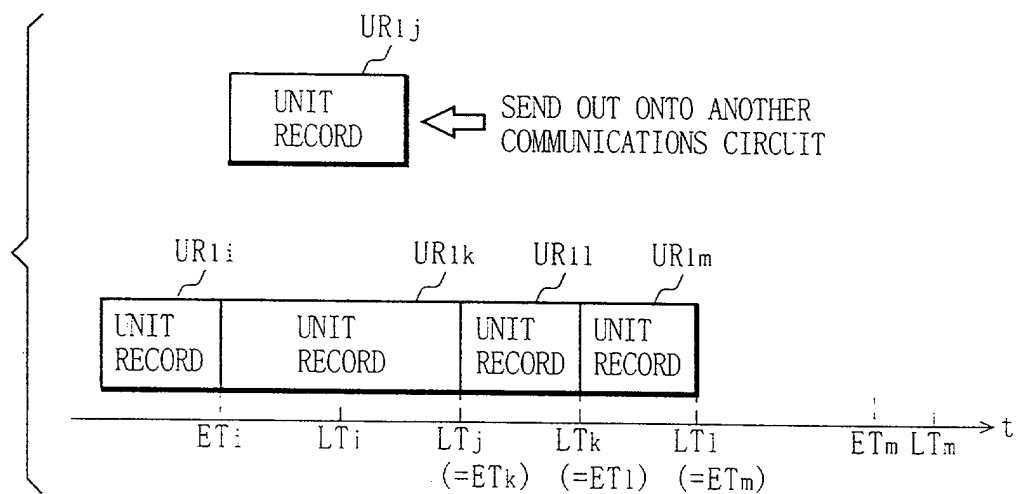 UR1j
UNIT
RECORD
SEND OUT ONTO ANOTHER
COMMUNICATIONS CIRCUIT
UR1i
UR1k
UR1l
UR1m
UNIT
RECORD
UNIT
RECORD
UNIT
RECORD
UNIT
RECORD
ETi
LTi
LTj
LTk
LTl
ETm
LTm
t
(=ETk)
(=ETl)
(=ETm)